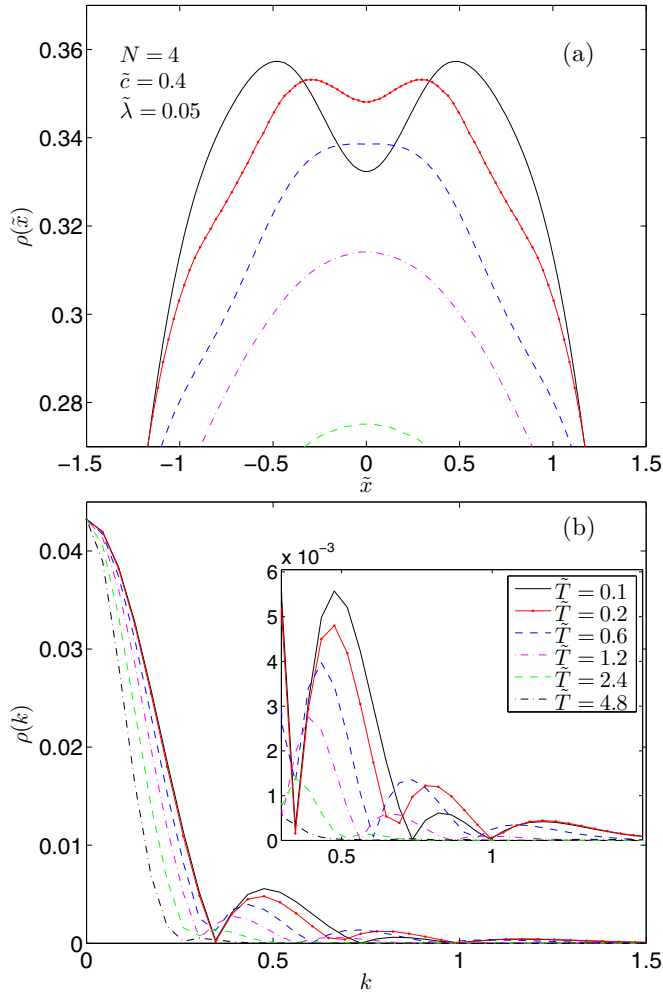 (a)
N = 4
c̃ = 0.4
λ̃ = 0.05
0.37
0.36
0.34
0.32
0.3
0.28
ρ(x̃)
−1.5 −1 −0.5 0 0.5 1 1.5
x̃
(b)
0.04
0.03
0.02
0.01
0
ρ(k)
0 0.5 1 1.5
k
x 10⁻³
6
5
4
3
2
1
0
0.5 1
T̃ = 0.1
T̃ = 0.2
T̃ = 0.6
T̃ = 1.2
T̃ = 2.4
T̃ = 4.8